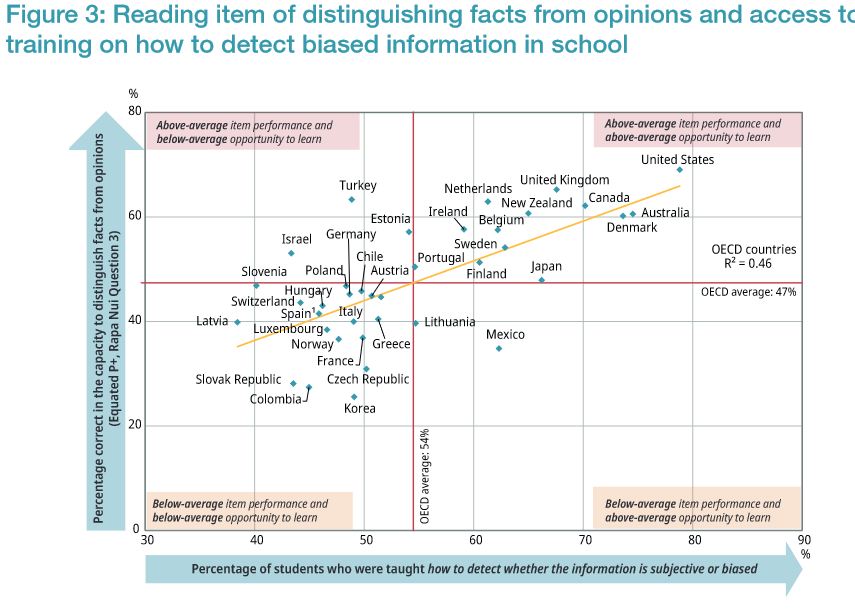 Figure 3: Reading item of distinguishing facts from opinions and access to
training on how to detect biased information in school
%
80
60
40
20
0
Percentage correct in the capacity to distinguish facts from opinions
(Equated P+, Rapa Nui Question 3)
Above-average item performance and
below-average opportunity to learn
Above-average item performance and
above-average opportunity to learn
United States
Turkey
Netherlands
United Kingdom
New Zealand
Canada
Estonia
Ireland
Belgium
Australia
Denmark
Israel
Germany
Sweden
OECD countries
R² = 0.46
Chile
Portugal
Slovenia
Poland
Austria
Finland
Japan
OECD average: 47%
Hungary
Switzerland
Spain¹
Italy
Latvia
Luxembourg
Lithuania
Norway
Greece
Mexico
France
Slovak Republic
Czech Republic
Colombia
Korea
OECD average: 54%
Below-average item performance and
below-average opportunity to learn
Below-average item performance and
above-average opportunity to learn
30
40
50
60
70
80
90
%
Percentage of students who were taught how to detect whether the information is subjective or biased